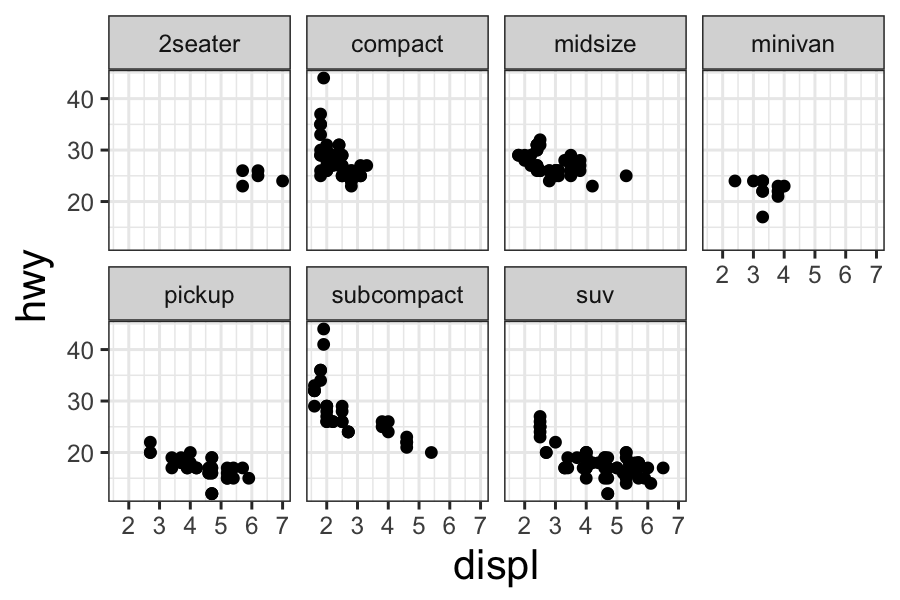 2seater compact midsize minivan
40
30
20
2 3 4 5 6 7
hwy
pickup subcompact suv
40
30
20
2 3 4 5 6 7 2 3 4 5 6 7 2 3 4 5 6 7
displ